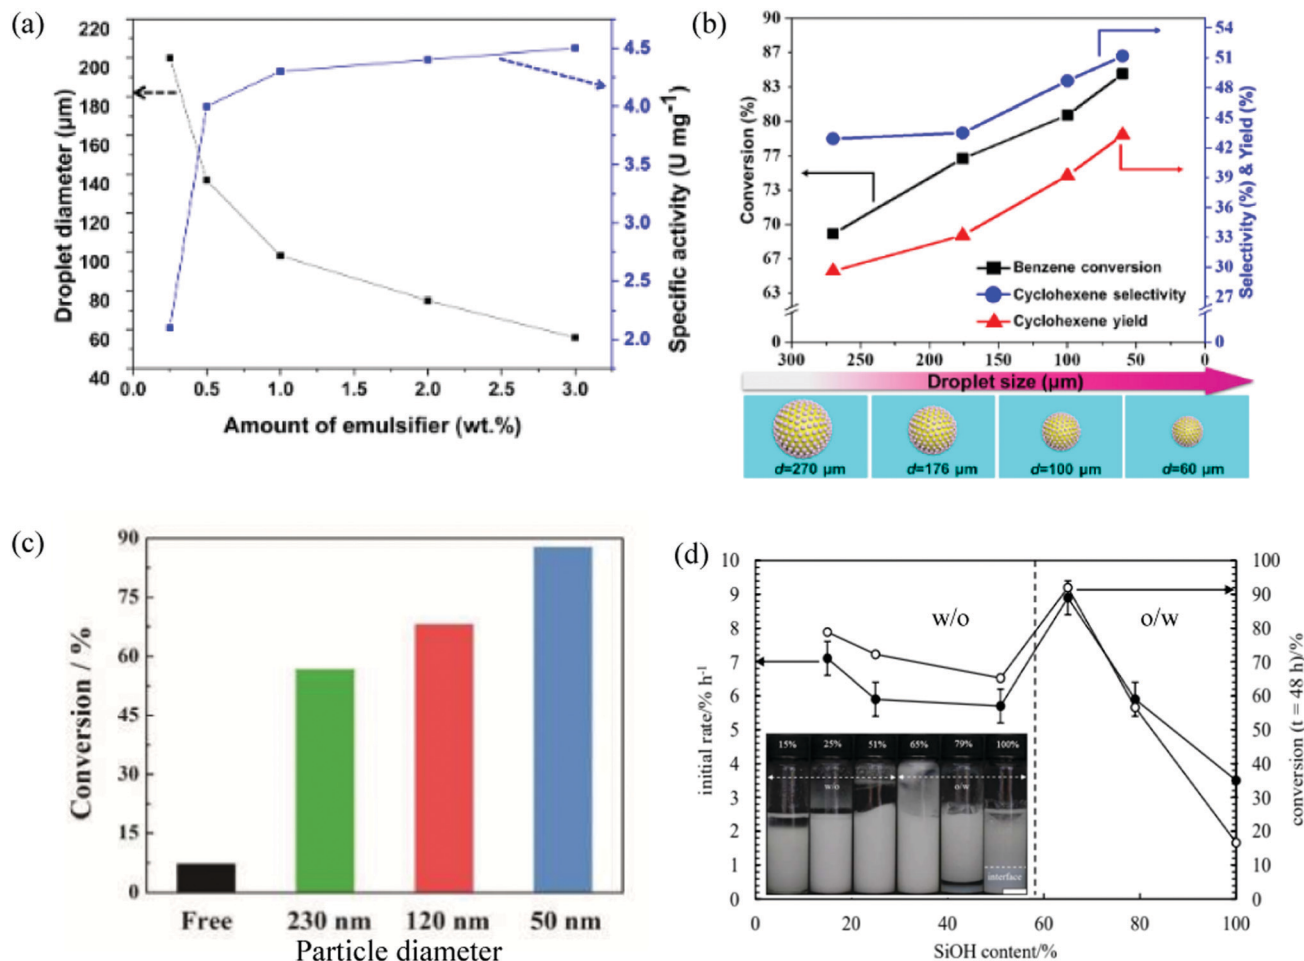 (a)
220
200
180
160
140
120
100
80
60
40
Droplet diameter (µm)
4.5
4.0
3.5
3.0
2.5
2.0
Specific activity (U mg⁻¹)
0.0 0.5 1.0 2.0 3.0
Amount of emulsifier (wt.%)
(b)
90
87
83
80
77
73
70
67
63
0
Conversion (%)
54
51
48
45
42
39
36
33
30
27
0
Selectivity (%) & Yield (%)
Benzene conversion
Cyclohexene selectivity
Cyclohexene yield
300 250 200 150 100 50 0
Droplet size (µm)
d=270 µm d=176 µm d=100 µm d=60 µm
(c)
90
75
60
45
30
15
0
Conversion / %
Free 230 nm 120 nm 50 nm
Particle diameter
(d)
10
9
8
7
6
5
4
3
2
1
0
initial rate/% h⁻¹
100
90
80
70
60
50
40
30
20
10
0
conversion (t = 48 h)/%
w/o o/w
15% 25% 51% 65% 79% 100%
w/o o/w
interface
0 20 40 60 80 100
SiOH content/%